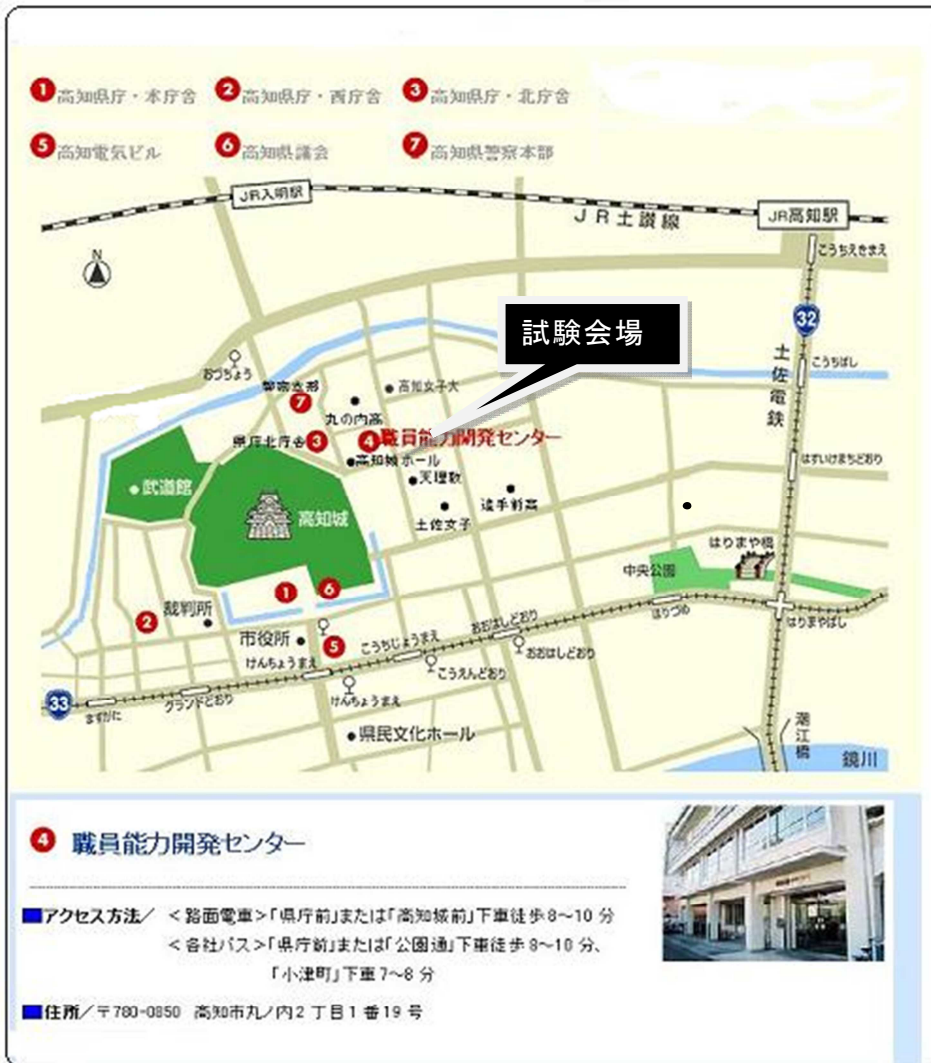 1 高知県庁・本庁舎 2 高知県庁・西庁舎 3 高知県庁・北庁舎
5 高知電気ビル 6 高知県議会 7 高知県警察本部
JR入明駅
JR土讃線
JR高知駅
こうちえきまえ
N
32
試験会場
土佐電鉄
こうちばし
おづちょう
警察本部
7
高知女子大
丸の内高
県庁北庁舎 3
4 職員能力開発センター
高知城ホール
はすいけまちどおり
天理教
武道館
追手前高
土佐女子
高知城
はりまや橋
中央公園
1
6
はりづめ
はりまやばし
2
裁判所
市役所
5
おおはしどおり
こうちじょうまえ
けんちょうまえ
おおはしどおり
こうえんどおり
33
ますがた
グランドどおり
けんちょうまえ
県民文化ホール
潮江橋
鏡川
4 職員能力開発センター
■アクセス方法／ ＜路面電車＞「県庁前」または「高知城前」下車徒歩8～10分
＜各社バス＞「県庁前」または「公園通」下車徒歩8～10分、
「小津町」下車7～8分
■住所／〒780-0850 高知市丸ノ内2丁目1番19号